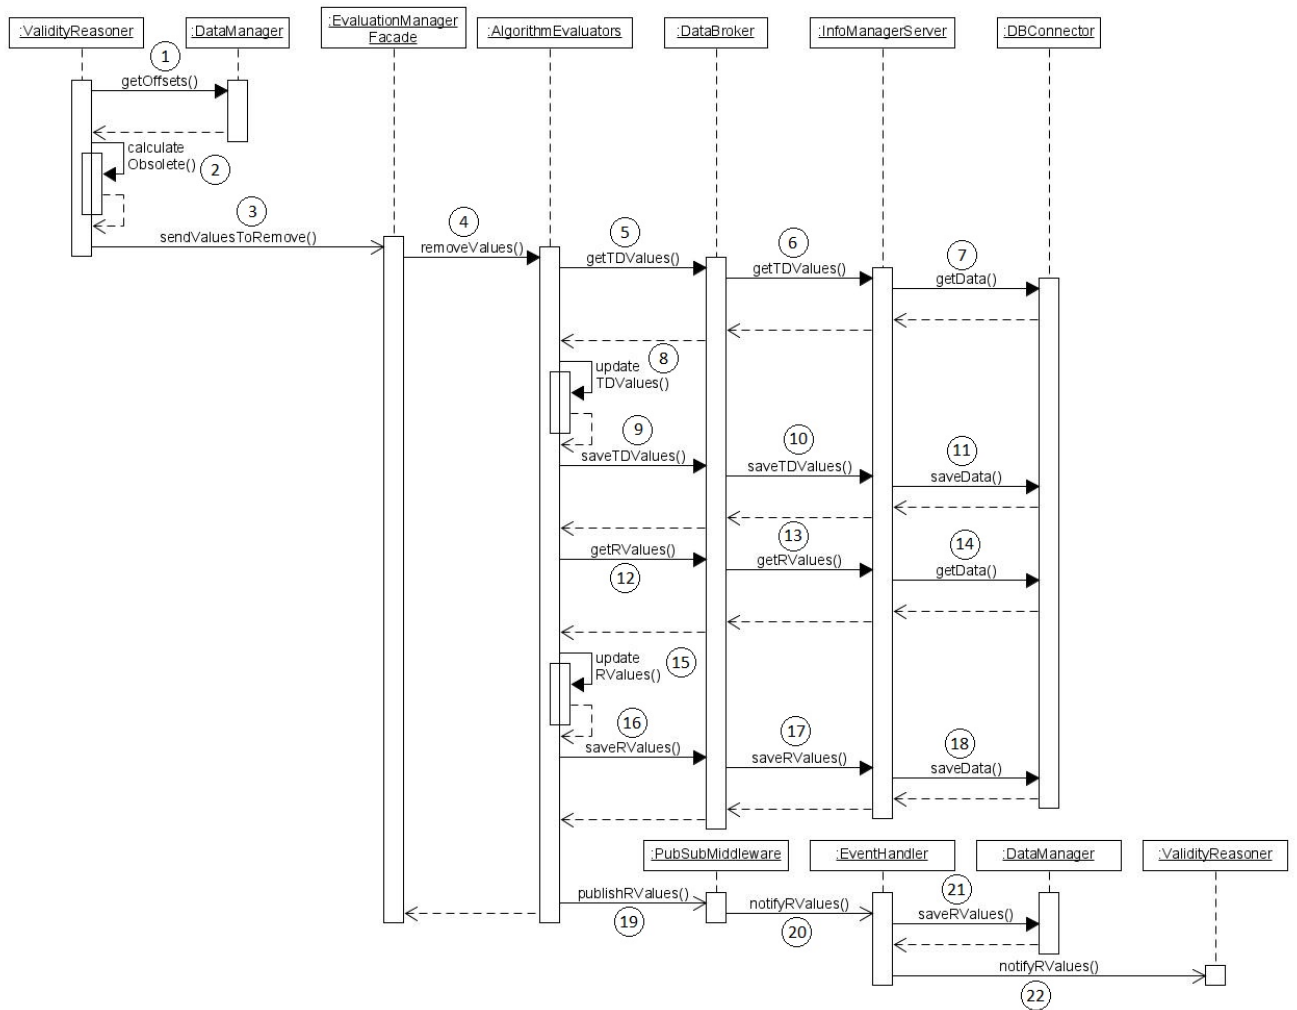 :ValidityReasoner
:DataManager
:EvaluationManager
Facade
:AlgorithmEvaluators
:DataBroker
:InfoManagerServer
:DBConnector
1
getOffsets()
calculate
Obsolete()
2
3
sendValuesToRemove()
4
removeValues()
5
getTDValues()
6
getTDValues()
7
getData()
8
update
TDValues()
9
saveTDValues()
10
saveTDValues()
11
saveData()
getRValues()
12
13
getRValues()
14
getData()
update
RValues()
15
16
saveRValues()
17
saveRValues()
18
saveData()
:PubSubMiddleware
:EventHandler
:DataManager
:ValidityReasoner
publishRValues()
19
notifyRValues()
20
21
saveRValues()
notifyRValues()
22